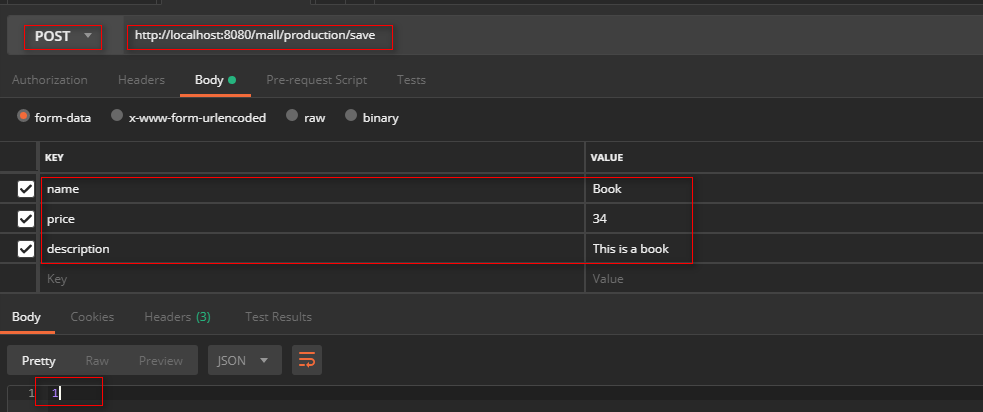 POST http://localhost:8080/mall/production/save
Authorization Headers Body Pre-request Script Tests
form-data x-www-form-urlencoded raw binary
KEY VALUE
name Book
price 34
description This is a book
Key Value
Body Cookies Headers (3) Test Results
Pretty Raw Preview JSON
1 1